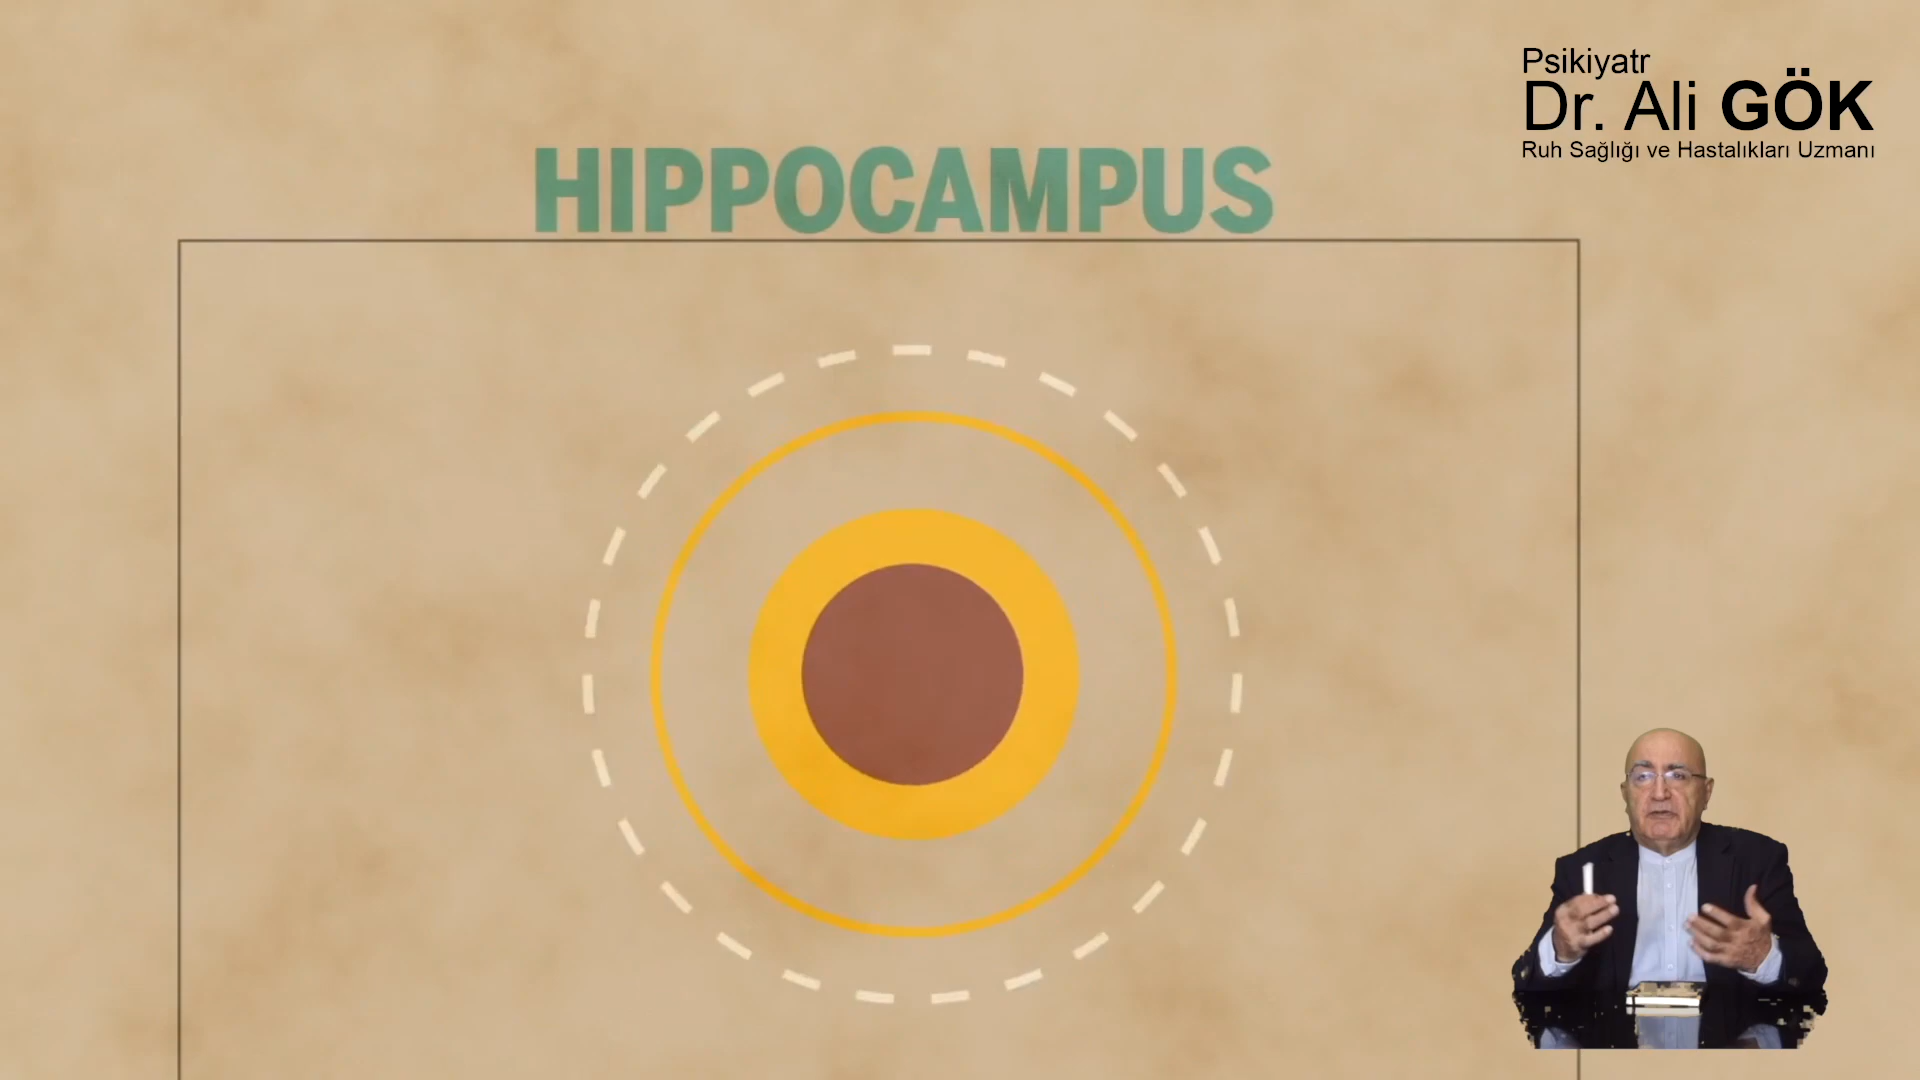 Psikiyatr
Dr. Ali GÖK
Ruh Sağlığı ve Hastalıkları Uzmanı
HIPPOCAMPUS